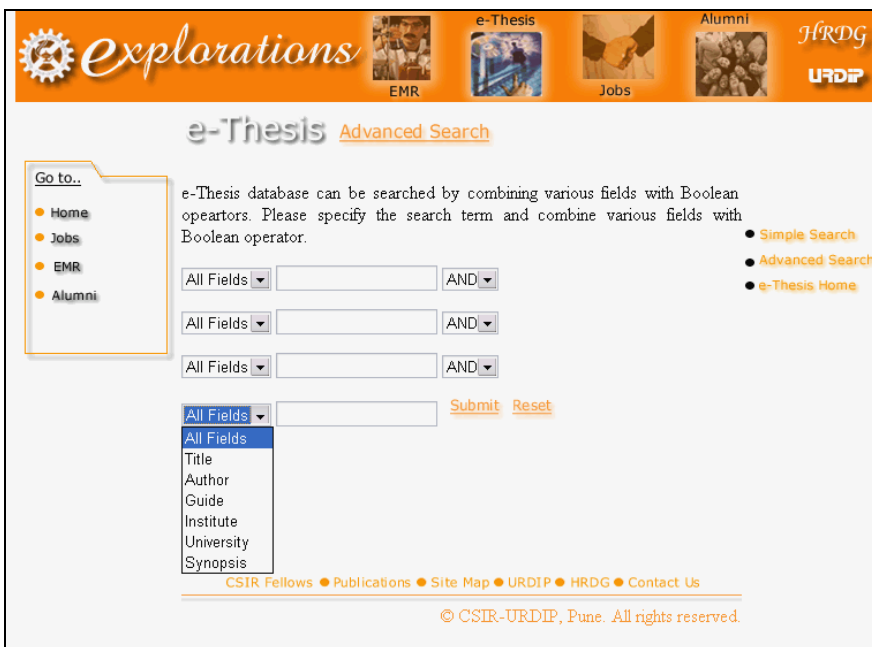 explorations
EMR
e-Thesis
Jobs
Alumni
HRDG
URDIP
e-Thesis Advanced Search
Go to..
Home
Jobs
EMR
Alumni
e-Thesis database can be searched by combining various fields with Boolean
opeartors. Please specify the search term and combine various fields with
Boolean operator.
Simple Search
Advanced Search
e-Thesis Home
All Fields AND
All Fields AND
All Fields AND
All Fields Submit Reset
All Fields
Title
Author
Guide
Institute
University
Synopsis
CSIR Fellows ● Publications ● Site Map ● URDIP ● HRDG ● Contact Us
© CSIR-URDIP, Pune. All rights reserved.